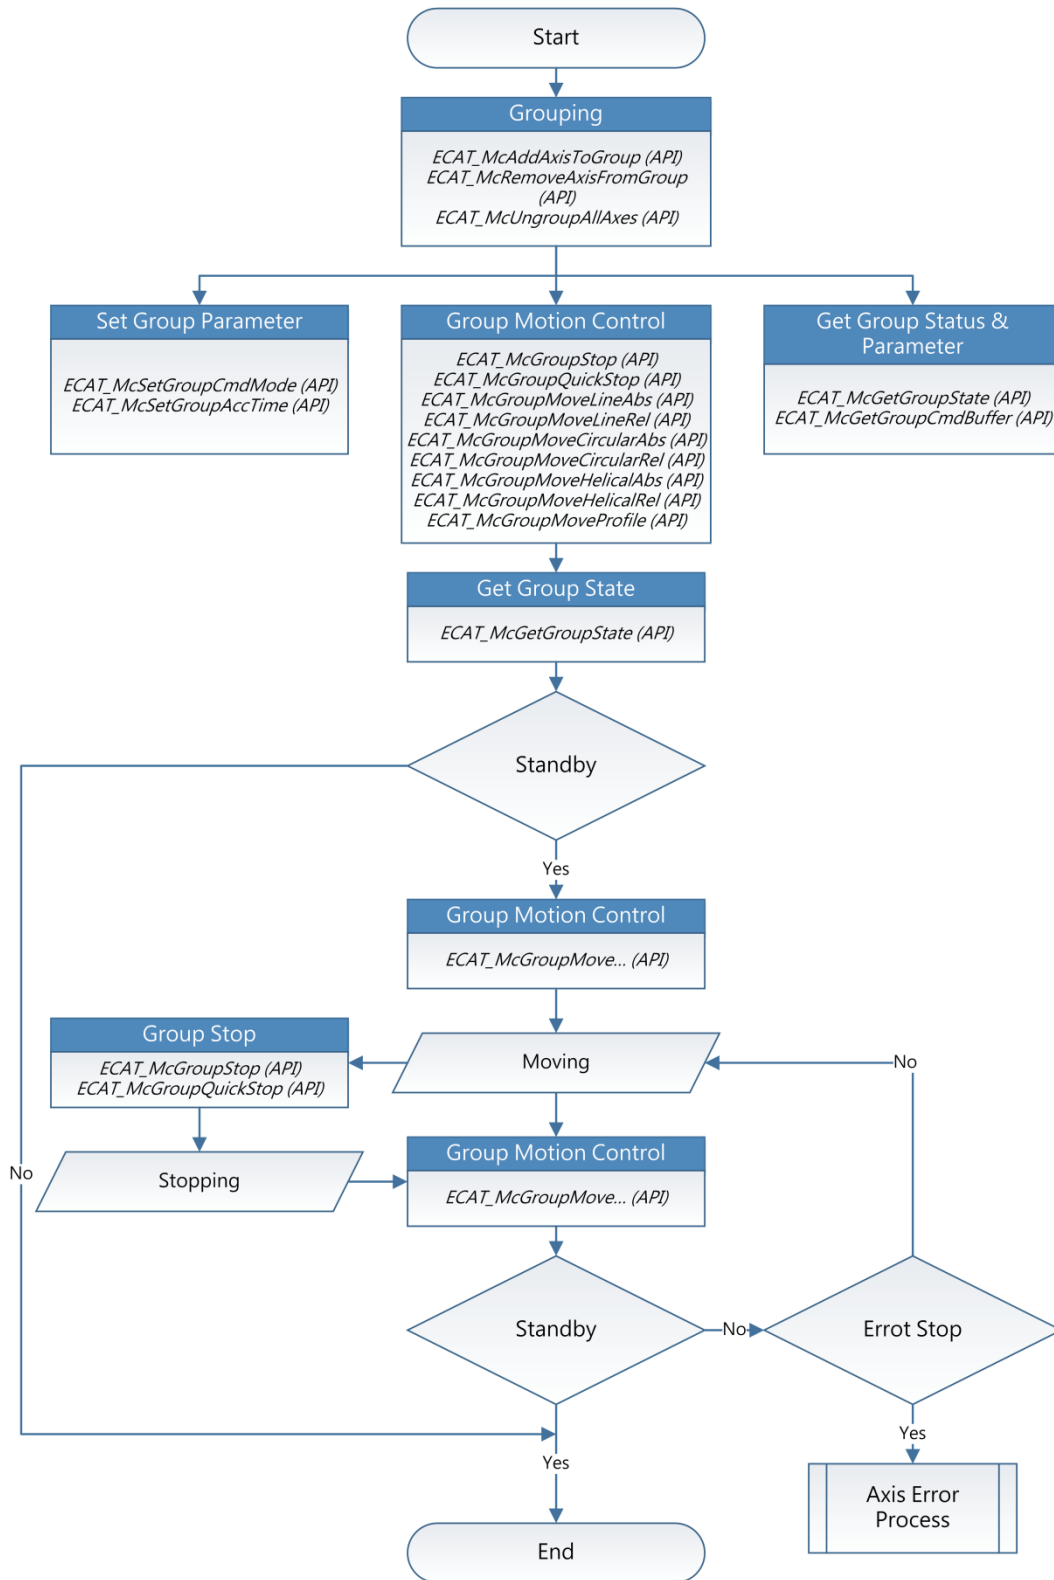 Start
Grouping
ECAT_McAddAxisToGroup (API)
ECAT_McRemoveAxisFromGroup
(API)
ECAT_McUngroupAllAxes (API)
Set Group Parameter
ECAT_McSetGroupCmdMode (API)
ECAT_McSetGroupAccTime (API)
Group Motion Control
ECAT_McGroupStop (API)
ECAT_McGroupQuickStop (API)
ECAT_McGroupMoveLineAbs (API)
ECAT_McGroupMoveLineRel (API)
ECAT_McGroupMoveCircularAbs (API)
ECAT_McGroupMoveCircularRel (API)
ECAT_McGroupMoveHelicalAbs (API)
ECAT_McGroupMoveHelicalRel (API)
ECAT_McGroupMoveProfile (API)
Get Group Status &
Parameter
ECAT_McGetGroupState (API)
ECAT_McGetGroupCmdBuffer (API)
Get Group State
ECAT_McGetGroupState (API)
Standby
Yes
Group Motion Control
ECAT_McGroupMove... (API)
Group Stop
ECAT_McGroupStop (API)
ECAT_McGroupQuickStop (API)
Moving
No
No
Stopping
Group Motion Control
ECAT_McGroupMove... (API)
Standby
No
Errot Stop
Yes
Yes
Axis Error
Process
End